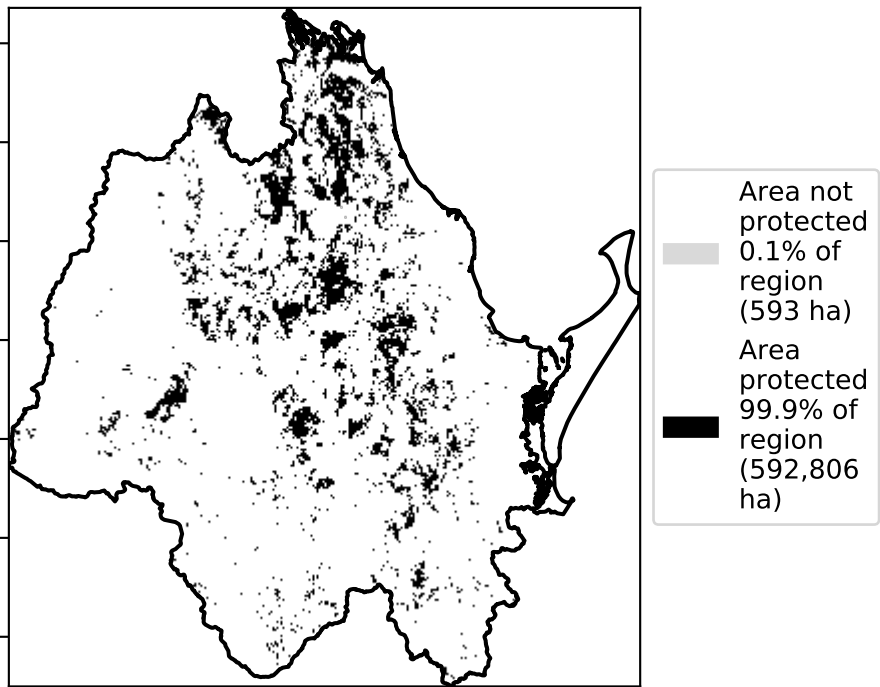 Area not
protected
0.1% of
region
(593 ha)
Area
protected
99.9% of
region
(592,806
ha)